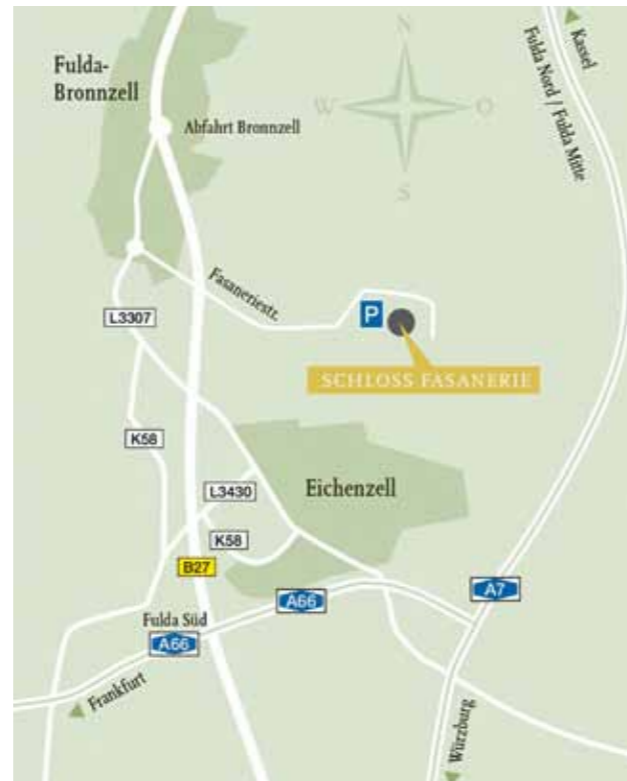 Fulda-
Bronnzell
Abfahrt Bronnzell
N
W
O
S
Kassel
Fulda Nord / Fulda Mitte
Fasaneriestr.
P
L3307
SCHLOSS FASANERIE
K58
L3430
Eichenzell
K58
B27
A66
A7
Fulda Süd
A66
Frankfurt
Würzburg